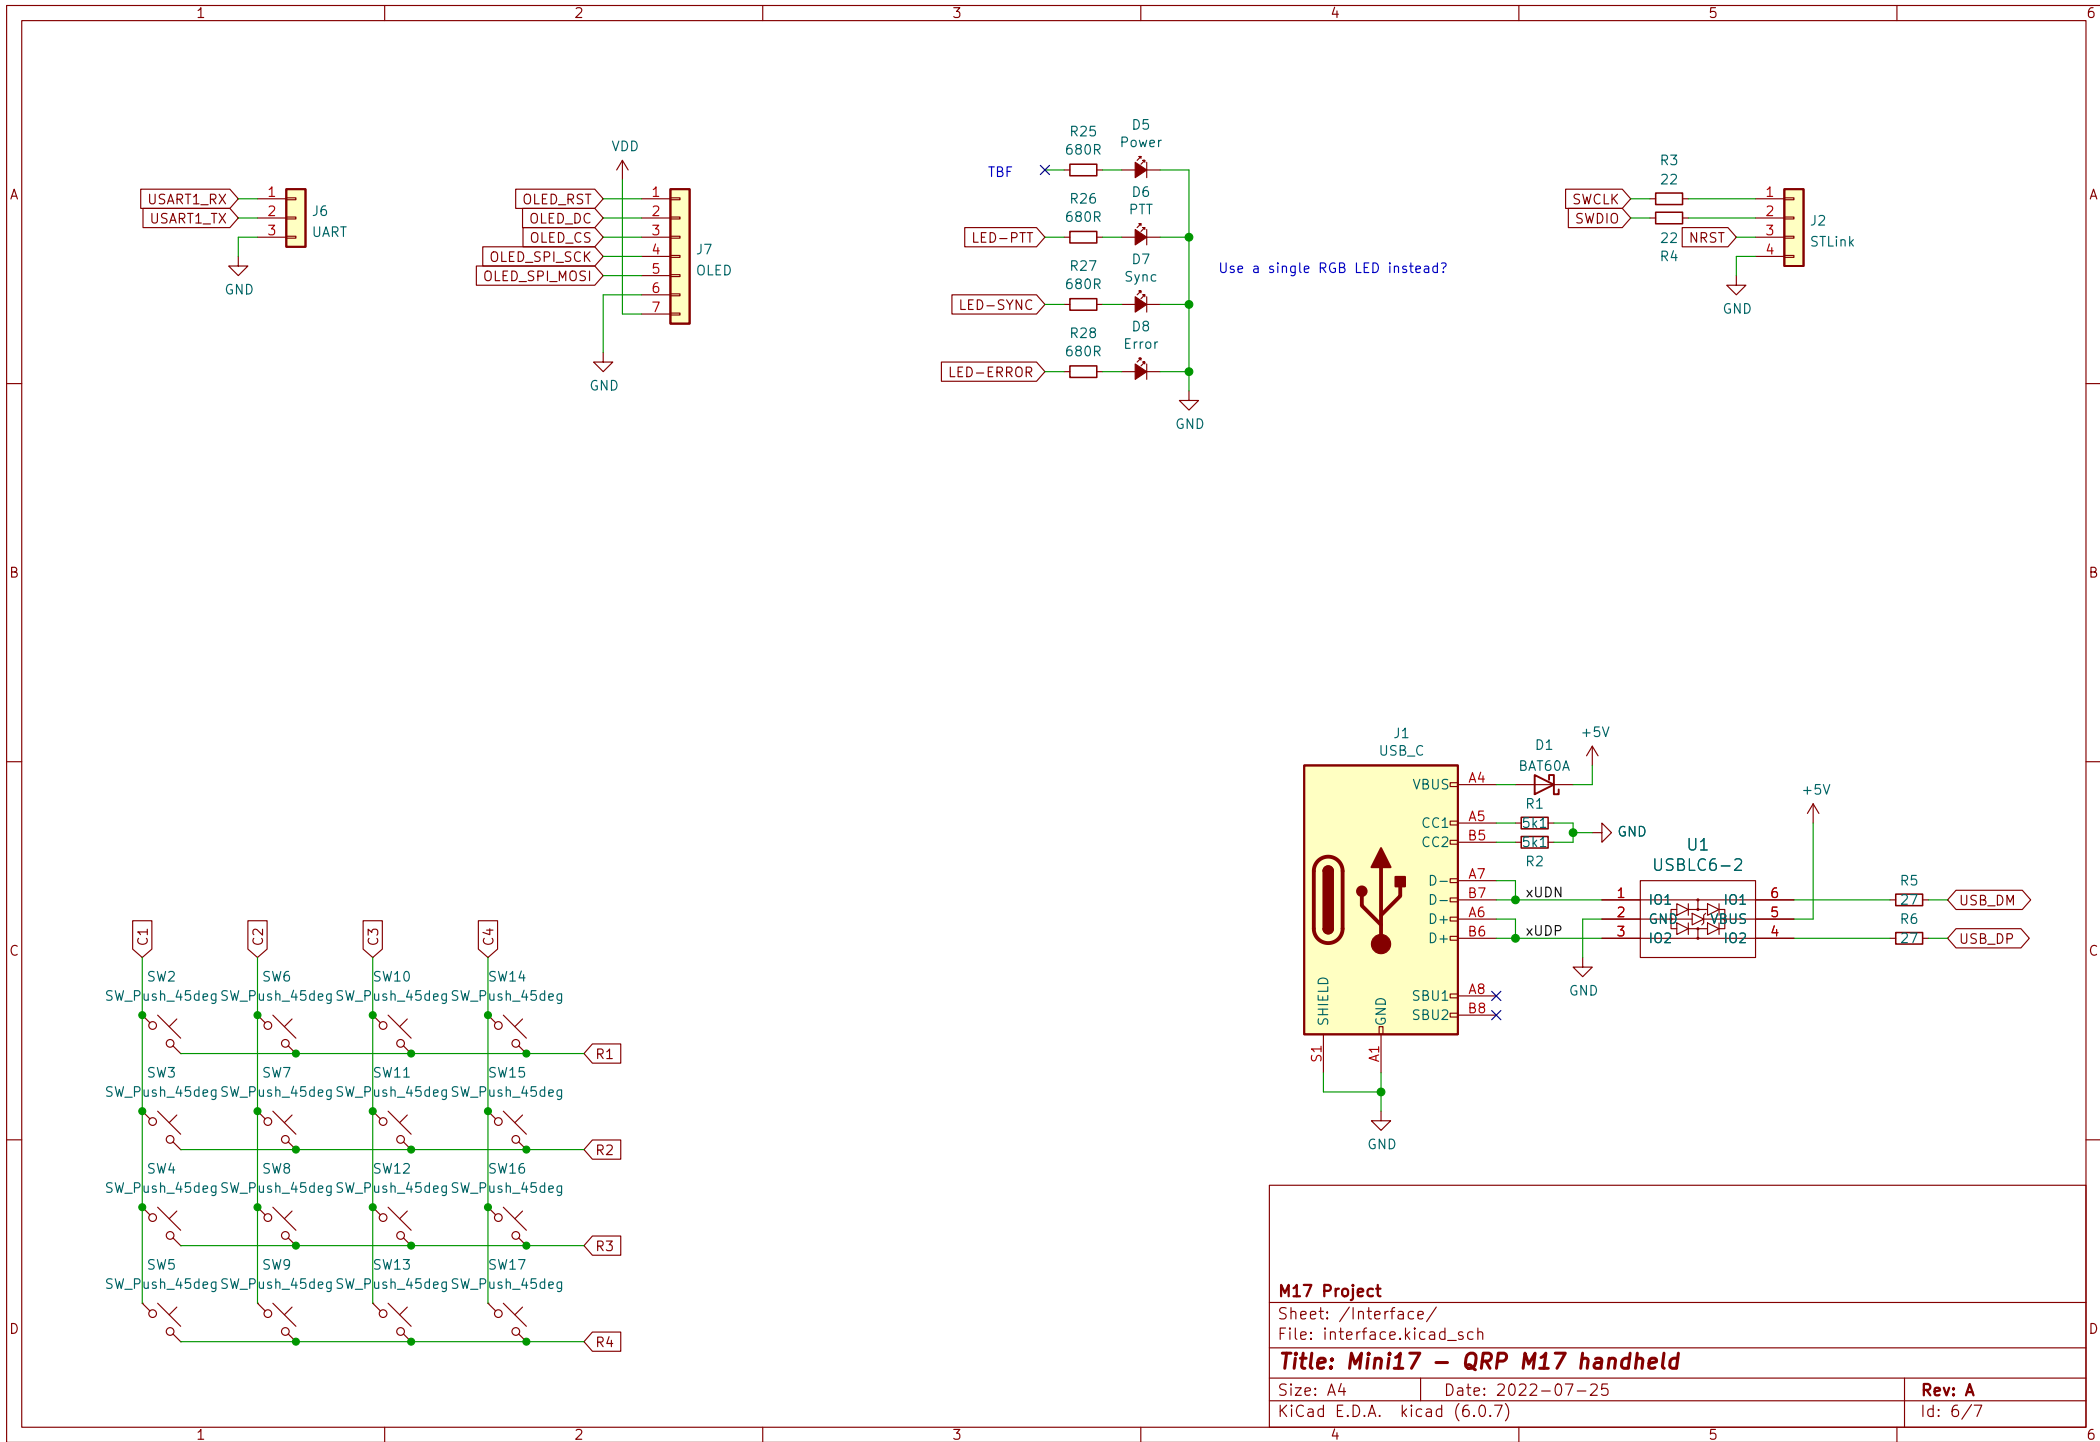 1 2 3 4 5 6
A
B
C
D
A
B
C
D
USART1_RX
USART1_TX
1
2
3
J6
UART
GND
VDD
OLED_RST
OLED_DC
OLED_CS
OLED_SPI_SCK
OLED_SPI_MOSI
1
2
3
4
5
6
7
J7
OLED
GND
TBF
R25
680R
D5
Power
LED-PTT
R26
680R
D6
PTT
LED-SYNC
R27
680R
D7
Sync
LED-ERROR
R28
680R
D8
Error
GND
Use a single RGB LED instead?
R3
22
SWCLK
SWDIO
22
R4
NRST
1
2
3
4
J2
STLink
GND
J1
USB_C
VBUS A4
CC1 A5
CC2 B5
D- A7
D- B7
D+ A6
D+ B6
SBU1 A8
SBU2 B8
SHIELD
GND
S1
A1
GND
D1
BAT60A
+5V
R1
5k1
5k1
R2
GND
xUDN
xUDP
U1
USBLC6-2
1 IO1 IO1 6
2 GND VBUS 5
3 IO2 IO2 4
GND
+5V
R5
27
USB_DM
R6
27
USB_DP
C1 C2 C3 C4
SW2 SW6 SW10 SW14
SW_Push_45deg SW_Push_45deg SW_Push_45deg SW_Push_45deg
R1
SW3 SW7 SW11 SW15
SW_Push_45deg SW_Push_45deg SW_Push_45deg SW_Push_45deg
R2
SW4 SW8 SW12 SW16
SW_Push_45deg SW_Push_45deg SW_Push_45deg SW_Push_45deg
R3
SW5 SW9 SW13 SW17
SW_Push_45deg SW_Push_45deg SW_Push_45deg SW_Push_45deg
R4
M17 Project
Sheet: /Interface/
File: interface.kicad_sch
Title: Mini17 - QRP M17 handheld
Size: A4 Date: 2022-07-25 Rev: A
KiCad E.D.A. kicad (6.0.7) Id: 6/7
1 2 3 4 5 6